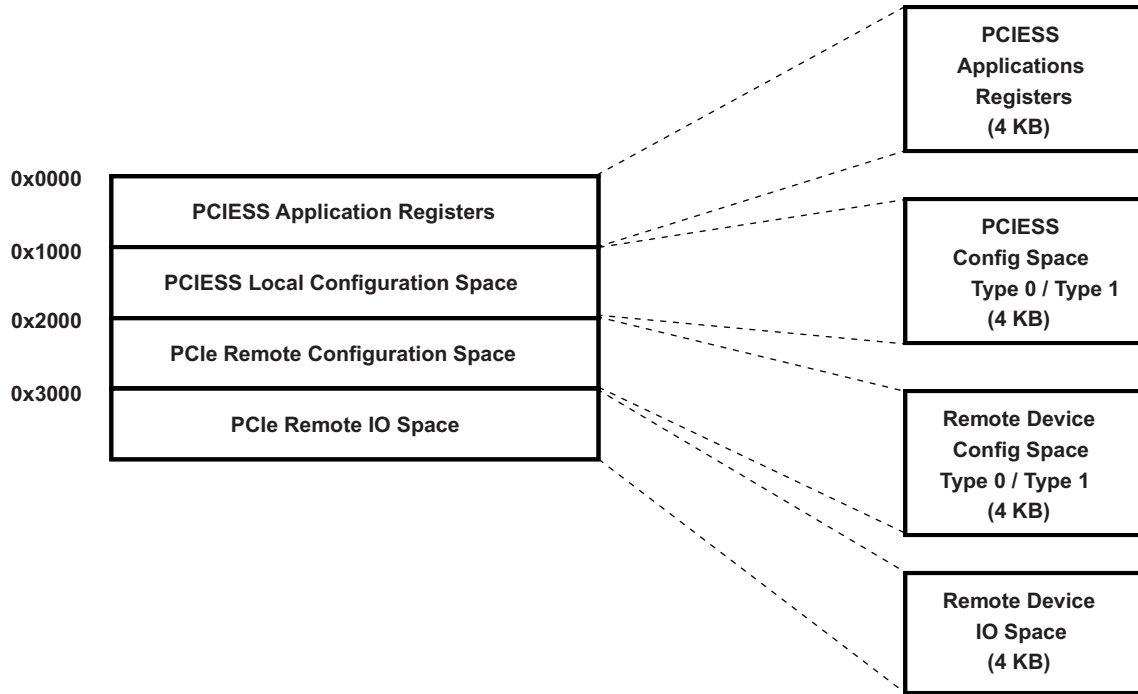 0x0000
PCIESS Application Registers
0x1000
PCIESS Local Configuration Space
0x2000
PCIe Remote Configuration Space
0x3000
PCIe Remote IO Space
PCIESS
Applications
Registers
(4 KB)
PCIESS
Config Space
Type 0 / Type 1
(4 KB)
Remote Device
Config Space
Type 0 / Type 1
(4 KB)
Remote Device
IO Space
(4 KB)